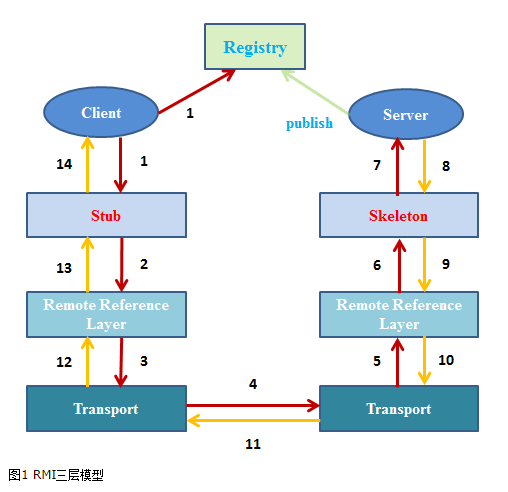 Registry
Client
1
publish
Server
14
1
7
8
Stub
Skeleton
13
2
6
9
Remote Reference
Layer
Remote Reference
Layer
12
3
5
10
4
Transport
Transport
11
图1 RMI三层模型